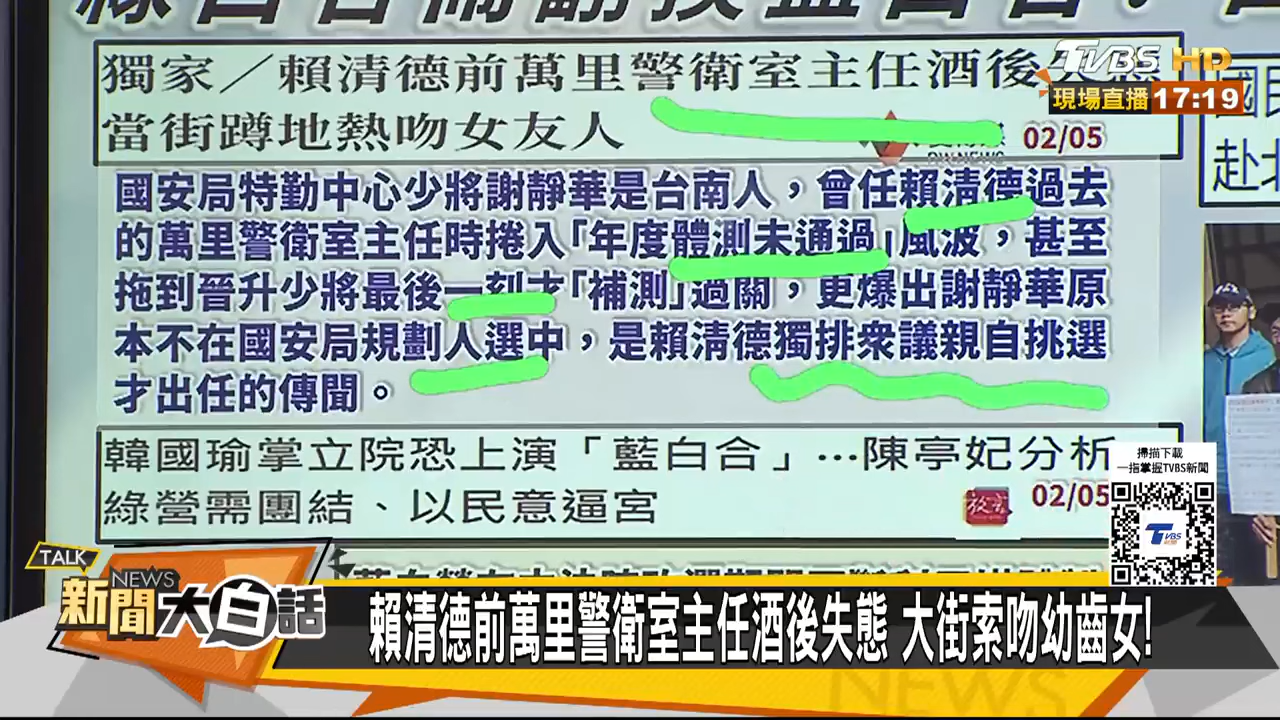 TVBS HD
現場直播 17:19
獨家／賴清德前萬里警衛室主任酒後失態
當街蹲地熱吻女友人
02/05
國安局特勤中心少將謝靜華是台南人，曾任賴清德過去
的萬里警衛室主任時捲入「年度體測未通過」風波，甚至
拖到晉升少將最後一刻才「補測」過關，更爆出謝靜華原
本不在國安局規劃人選中，是賴清德獨排眾議親自挑選
才出任的傳聞。
韓國瑜掌立院恐上演「藍白合」…陳亭妃分析
綠營需團結、以民意逼宮
02/05
國民
赴北
掃描下載
一指掌握TVBS新聞
TVBS
新聞
TALK
NEWS
新聞大白話
賴清德前萬里警衛室主任酒後失態 大街索吻幼齒女!
NEWS